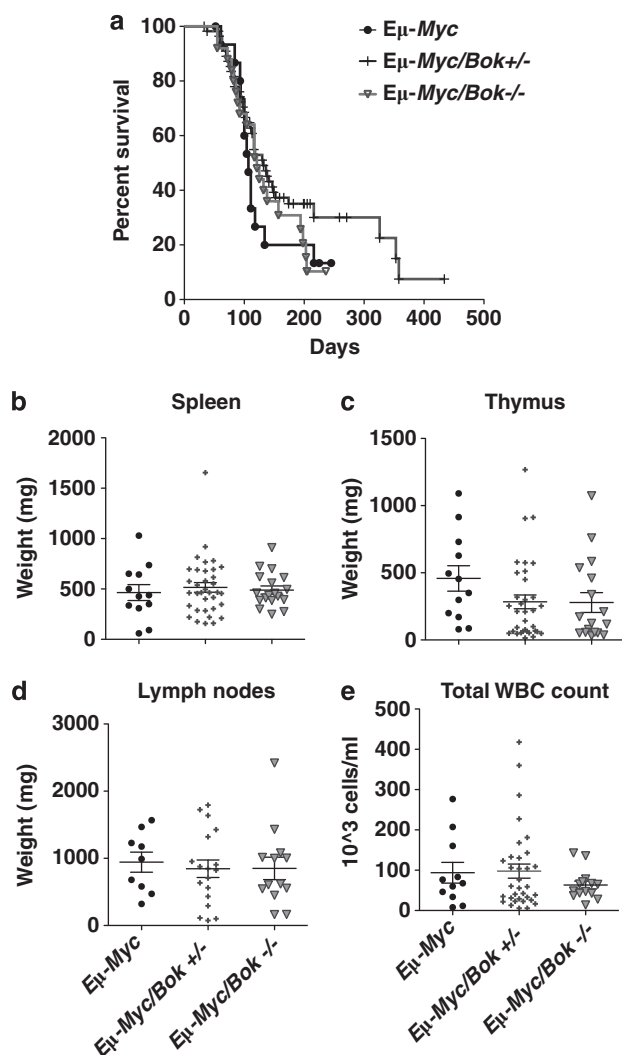 a
Eμ-Myc
Eμ-Myc/Bok+/-
Eμ-Myc/Bok-/-
Percent survival
100
80
60
40
20
0
0 100 200 300 400 500
Days
b Spleen
Weight (mg)
2000
1500
1000
500
0
c Thymus
Weight (mg)
1500
1000
500
0
d Lymph nodes
Weight (mg)
3000
2000
1000
0
Eμ-Myc
Eμ-Myc/Bok +/-
Eμ-Myc/Bok -/-
e Total WBC count
10^3 cells/ml
500
400
300
200
100
0
Eμ-Myc
Eμ-Myc/Bok +/-
Eμ-Myc/Bok -/-